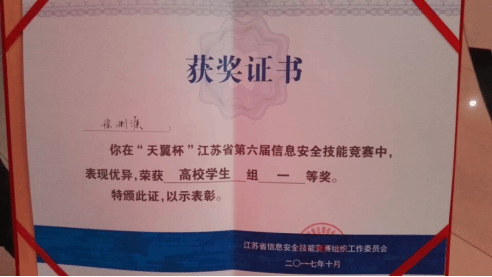 获奖证书
你在“天翼杯”江苏省第六届信息安全技能竞赛中，
表现优异，荣获 高校学生 组 一 等奖。
特颁此证，以示表彰。
江苏省信息安全技能竞赛组织工作委员会
二〇一七年十月